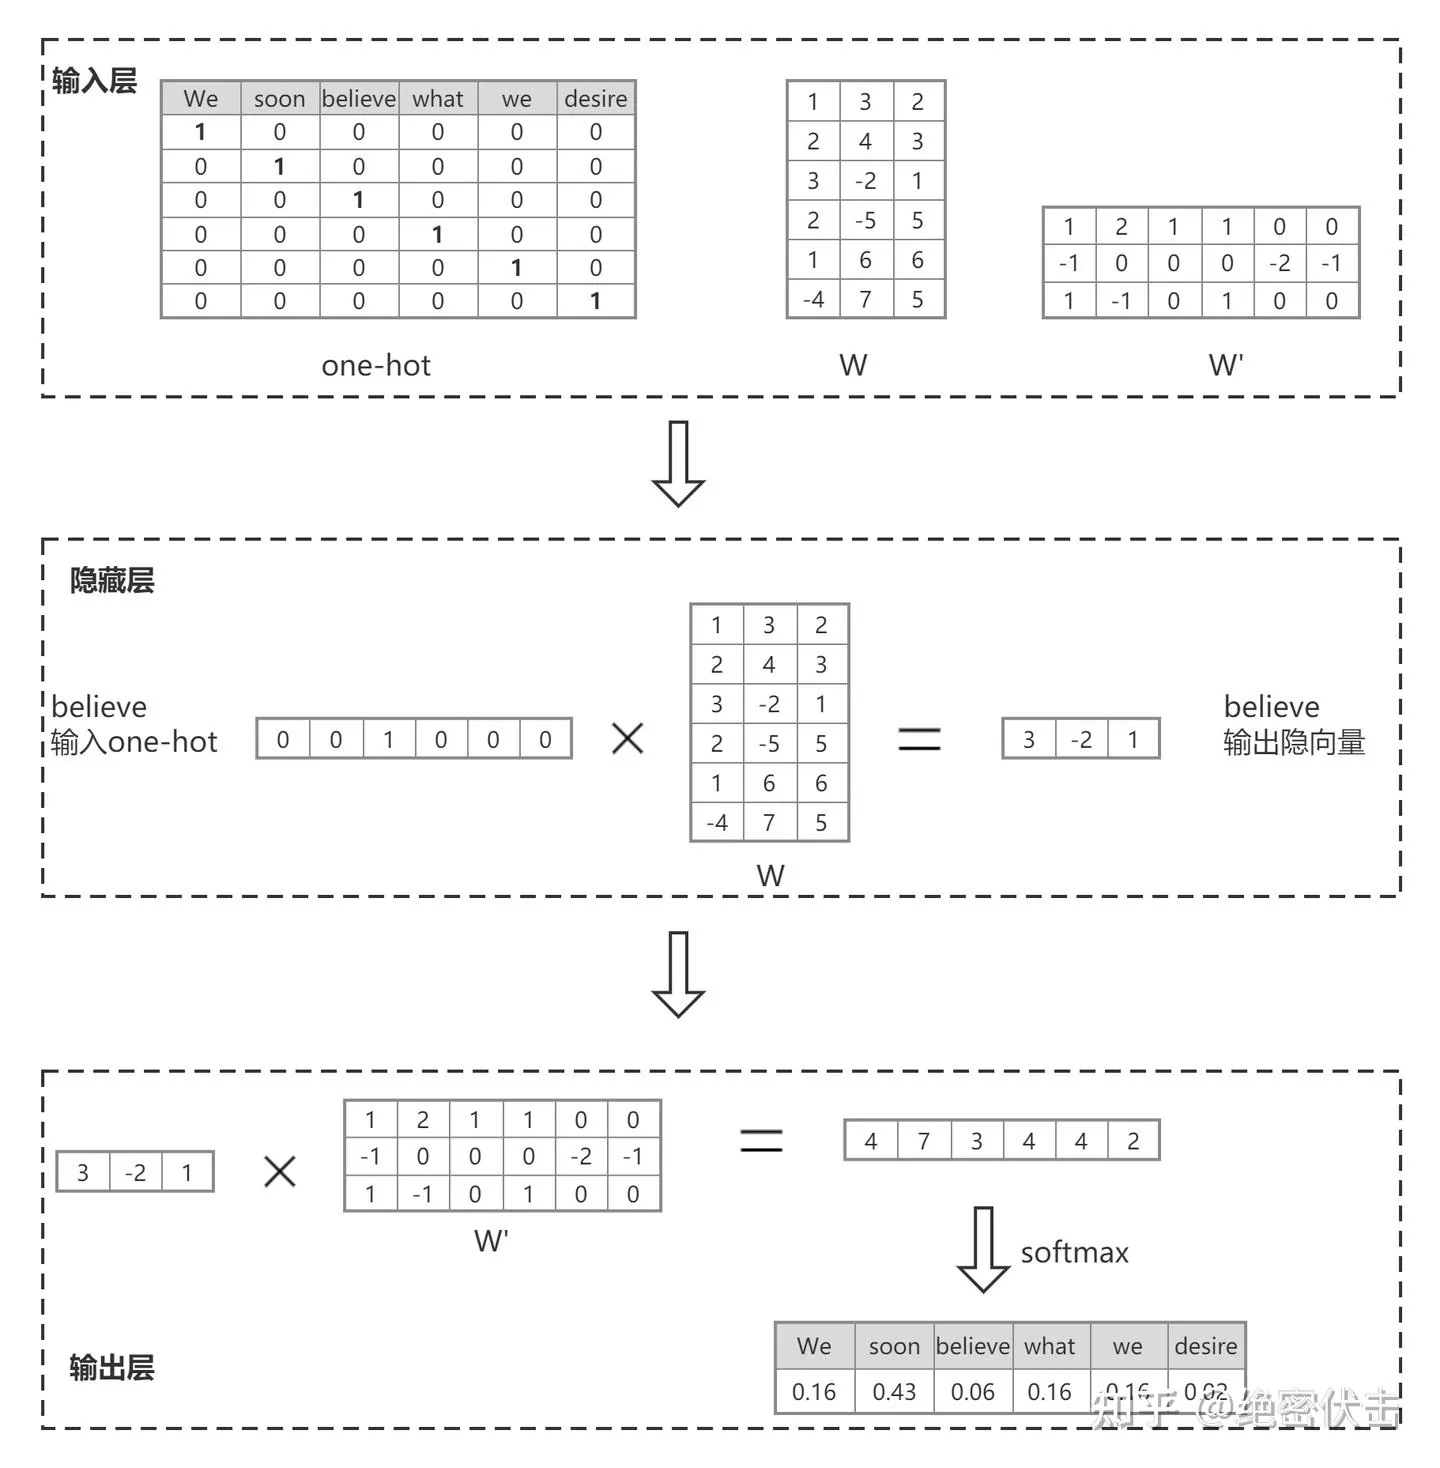 输入层
We soon believe what we desire
1 0 0 0 0 0
0 1 0 0 0 0
0 0 1 0 0 0
0 0 0 1 0 0
0 0 0 0 1 0
0 0 0 0 0 1
one-hot
1 3 2
2 4 3
3 -2 1
2 -5 5
1 6 6
-4 7 5
W
1 2 1 1 0 0
-1 0 0 0 -2 -1
1 -1 0 1 0 0
W'
隐藏层
believe
输入one-hot
0 0 1 0 0 0
×
1 3 2
2 4 3
3 -2 1
2 -5 5
1 6 6
-4 7 5
W
=
3 -2 1
believe
输出隐向量
3 -2 1
×
1 2 1 1 0 0
-1 0 0 0 -2 -1
1 -1 0 1 0 0
W'
=
4 7 3 4 4 2
softmax
输出层
We soon believe what we desire
0.16 0.43 0.06 0.16 0.16 0.02
知乎 @绝密伏击